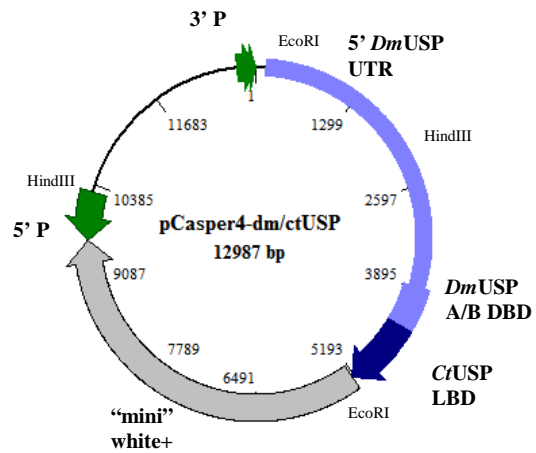 3’ P
EcoRI
5’ DmUSP
UTR
1
1299
HindIII
11683
2597
HindIII
10385
pCasper4-dm/ctUSP
12987 bp
5’ P
9087
3895
DmUSP
A/B DBD
7789
5193
6491
CtUSP
LBD
EcoRI
“mini”
white+